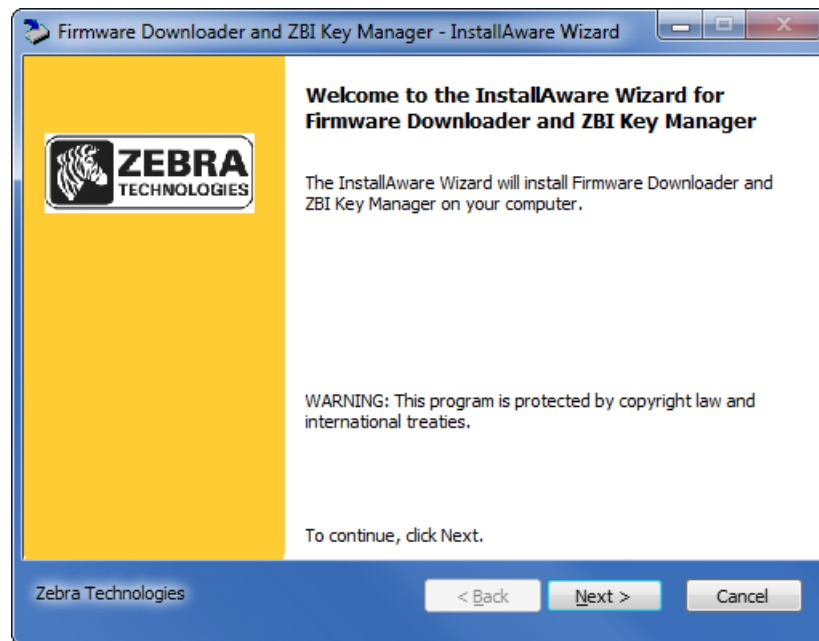 Firmware Downloader and ZBI Key Manager - InstallAware Wizard
Welcome to the InstallAware Wizard for
Firmware Downloader and ZBI Key Manager
ZEBRA
TECHNOLOGIES
The InstallAware Wizard will install Firmware Downloader and
ZBI Key Manager on your computer.
WARNING: This program is protected by copyright law and
international treaties.
To continue, click Next.
Zebra Technologies
< Back
Next >
Cancel